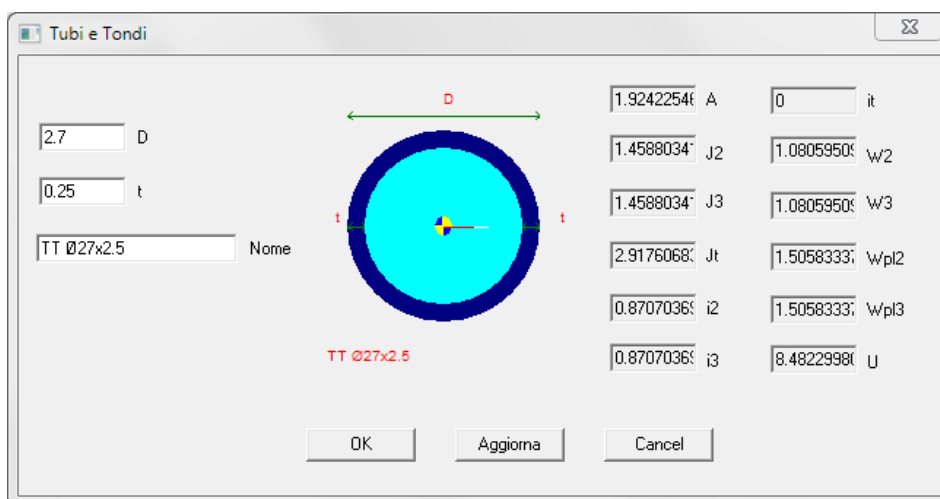 Tubi e Tondi
2.7 D
0.25 t
TT Ø27x2.5 Nome
D
t t
TT Ø27x2.5
1.9242254 A 0 it
1.4588034 J2 1.0805950 W2
1.4588034 J3 1.0805950 W3
2.9176068 Jt 1.5058333 Wpl2
0.8707036 i2 1.5058333 Wpl3
0.8707036 i3 8.4822998 U
OK Aggiorna Cancel